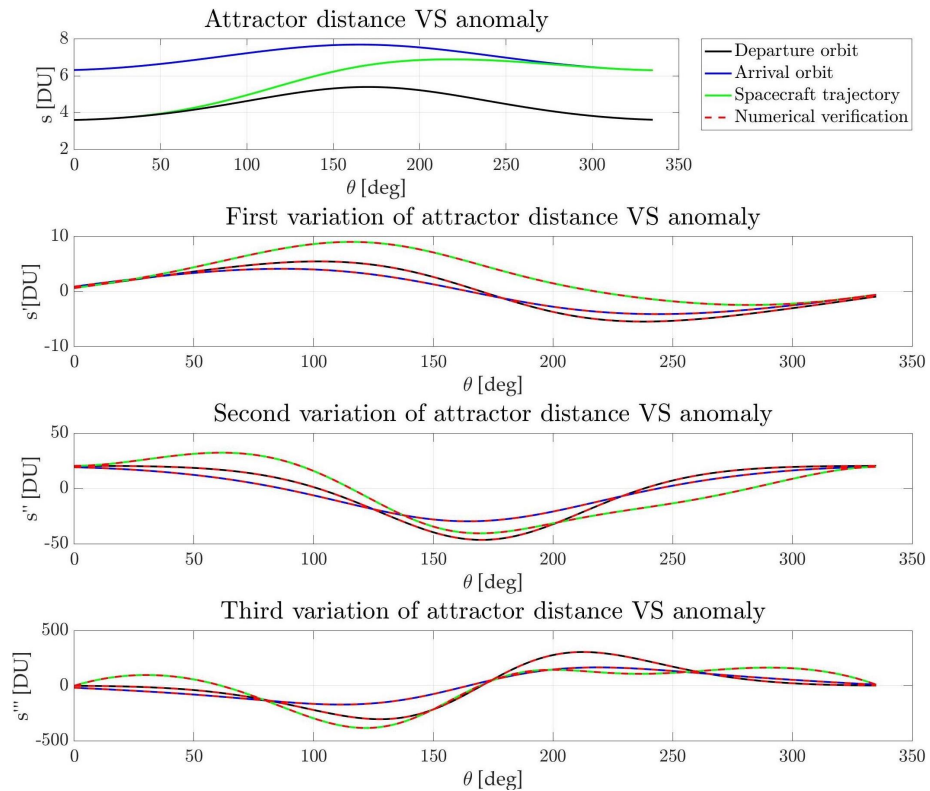 Attractor distance VS anomaly
8
6
4
2
s [DU]
0 50 100 150 200 250 300 350
θ [deg]
Departure orbit
Arrival orbit
Spacecraft trajectory
Numerical verification
First variation of attractor distance VS anomaly
10
0
-10
s'[DU]
0 50 100 150 200 250 300 350
θ [deg]
Second variation of attractor distance VS anomaly
50
0
-50
s'' [DU]
0 50 100 150 200 250 300 350
θ [deg]
Third variation of attractor distance VS anomaly
500
0
-500
s''' [DU]
0 50 100 150 200 250 300 350
θ [deg]